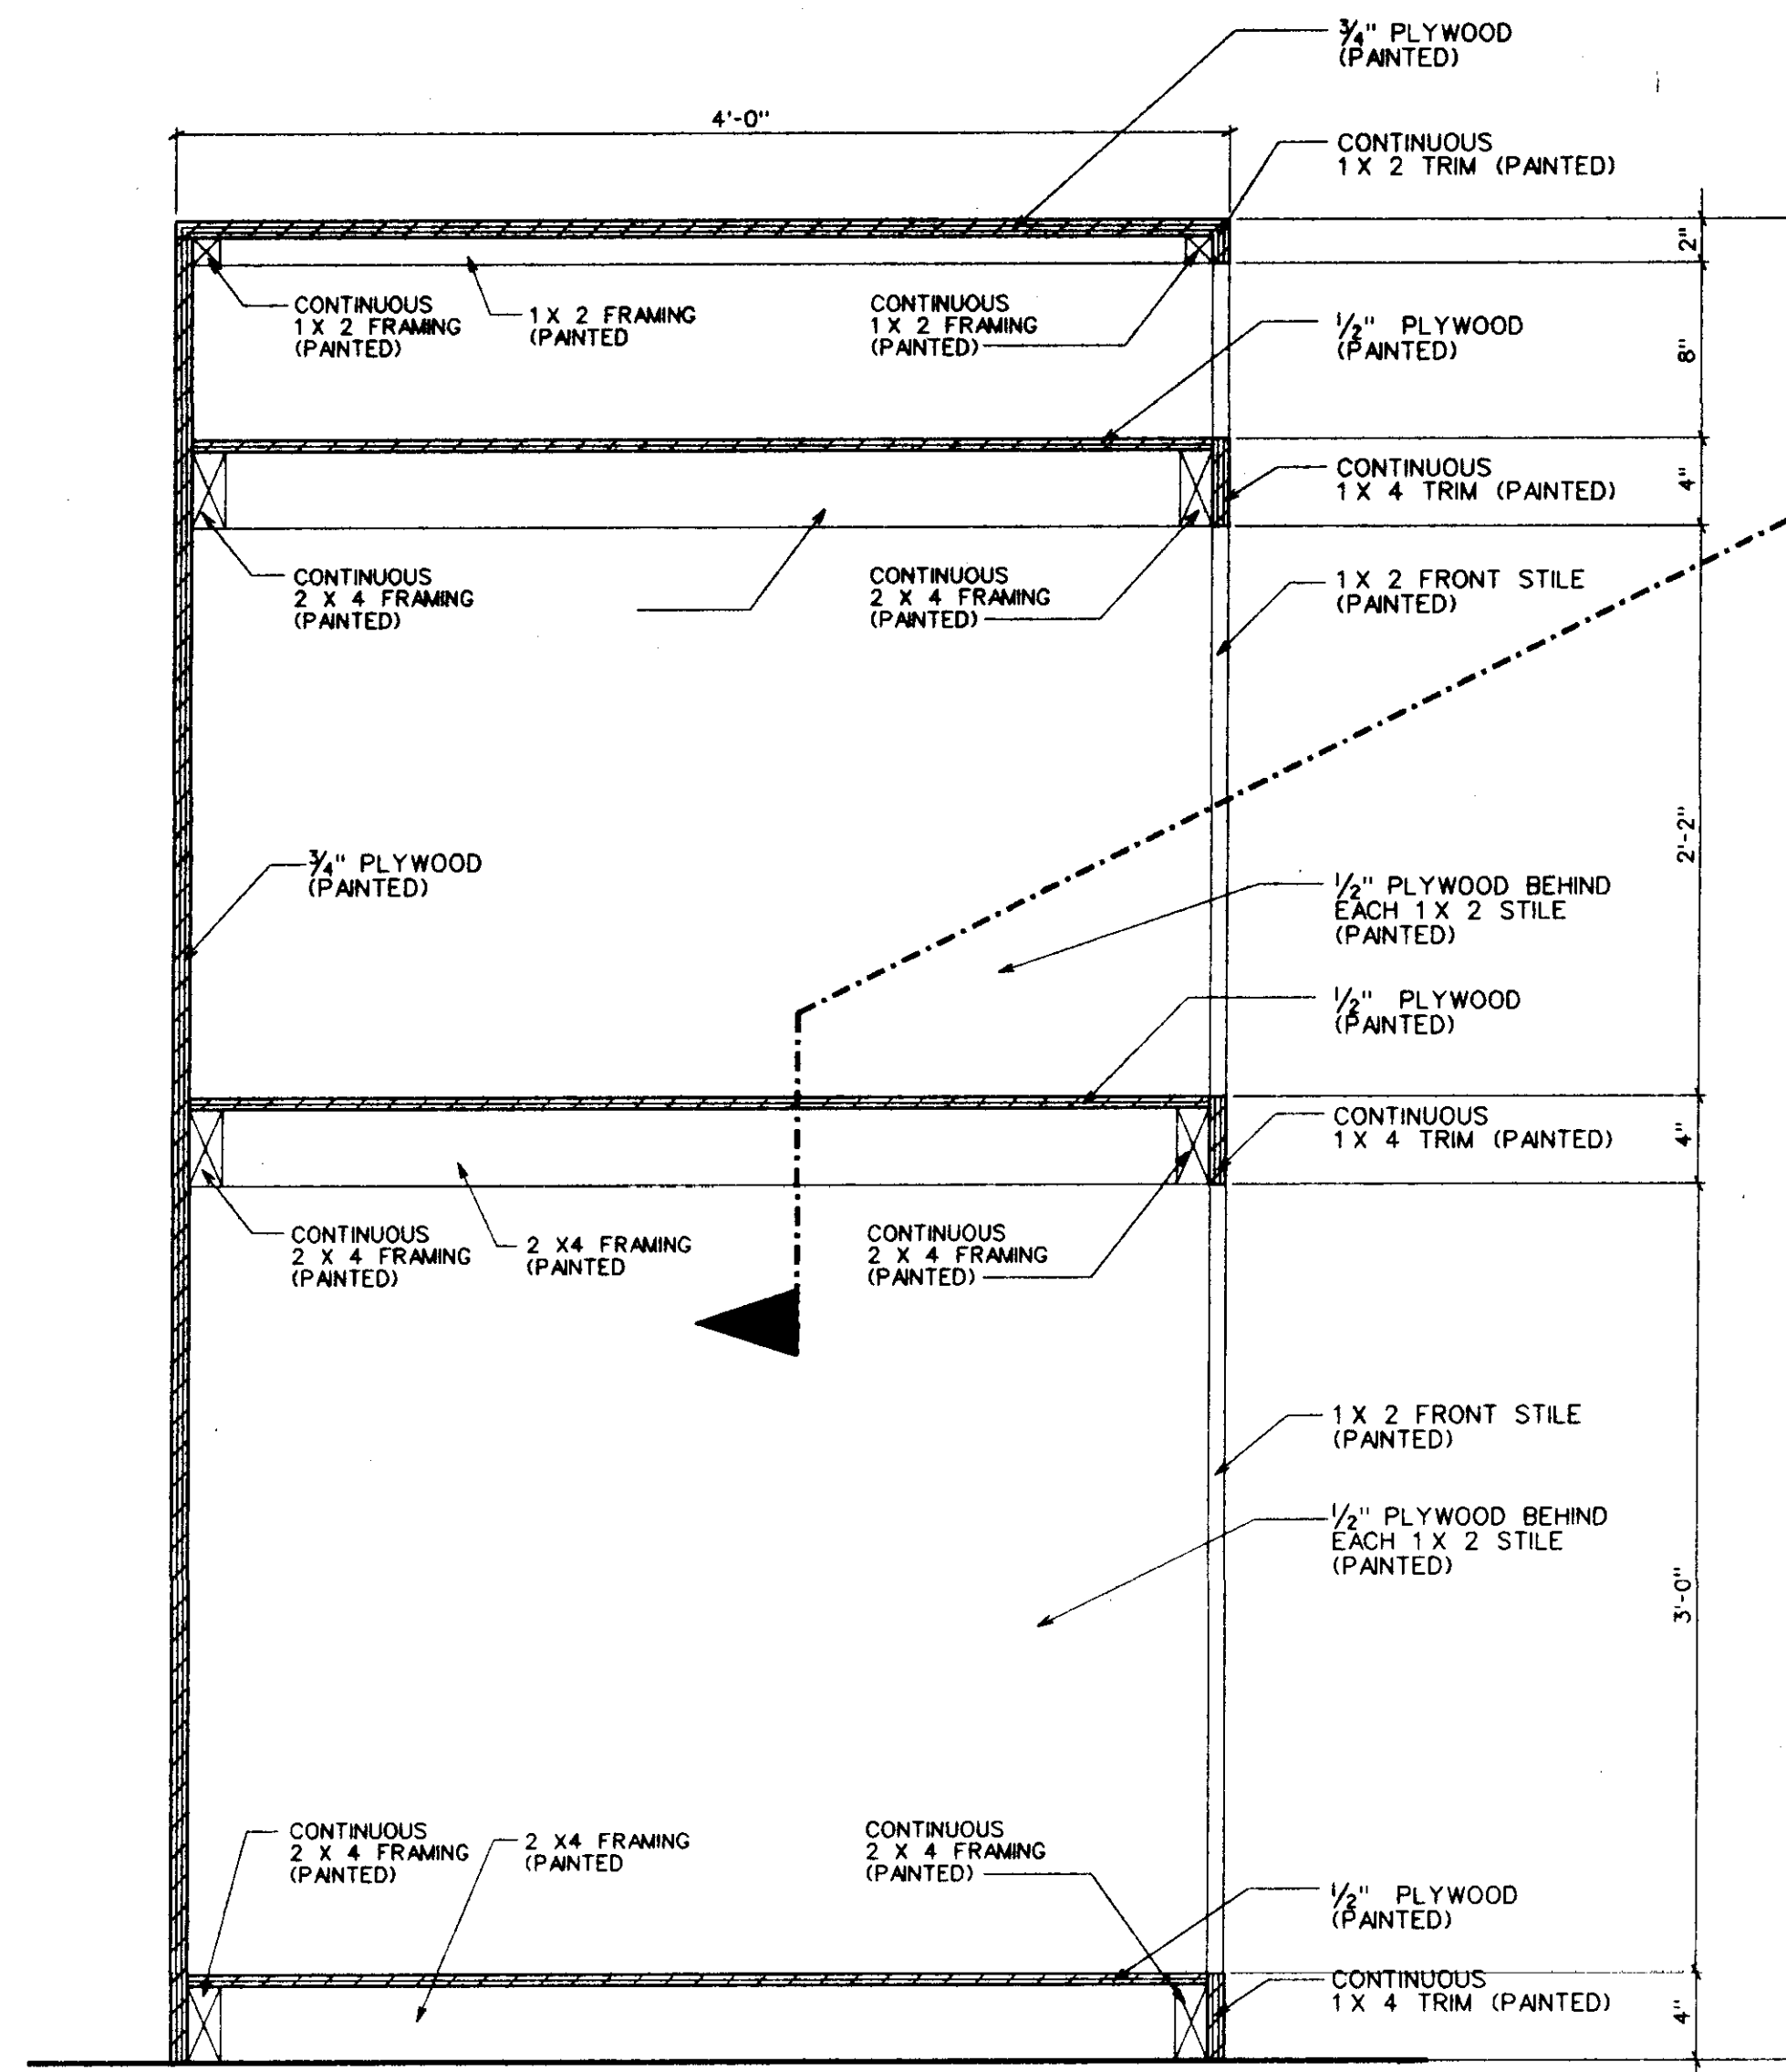 3/4" PLYWOOD
(PAINTED)
4'-0"
CONTINUOUS
1 X 2 TRIM (PAINTED)
2"
CONTINUOUS
1 X 2 FRAMING
(PAINTED)
1 X 2 FRAMING
(PAINTED
CONTINUOUS
1 X 2 FRAMING
(PAINTED)
1/2" PLYWOOD
(PAINTED)
8"
CONTINUOUS
1 X 4 TRIM (PAINTED)
4"
CONTINUOUS
2 X 4 FRAMING
(PAINTED)
CONTINUOUS
2 X 4 FRAMING
(PAINTED)
1 X 2 FRONT STILE
(PAINTED)
2'-2"
3/4" PLYWOOD
(PAINTED)
1/2" PLYWOOD BEHIND
EACH 1 X 2 STILE
(PAINTED)
1/2" PLYWOOD
(PAINTED)
CONTINUOUS
1 X 4 TRIM (PAINTED)
4"
CONTINUOUS
2 X 4 FRAMING
(PAINTED)
2 X4 FRAMING
(PAINTED
CONTINUOUS
2 X 4 FRAMING
(PAINTED)
1 X 2 FRONT STILE
(PAINTED)
1/2" PLYWOOD BEHIND
EACH 1 X 2 STILE
(PAINTED)
3'-0"
CONTINUOUS
2 X 4 FRAMING
(PAINTED)
2 X4 FRAMING
(PAINTED
CONTINUOUS
2 X 4 FRAMING
(PAINTED)
1/2" PLYWOOD
(PAINTED)
CONTINUOUS
1 X 4 TRIM (PAINTED)
4"